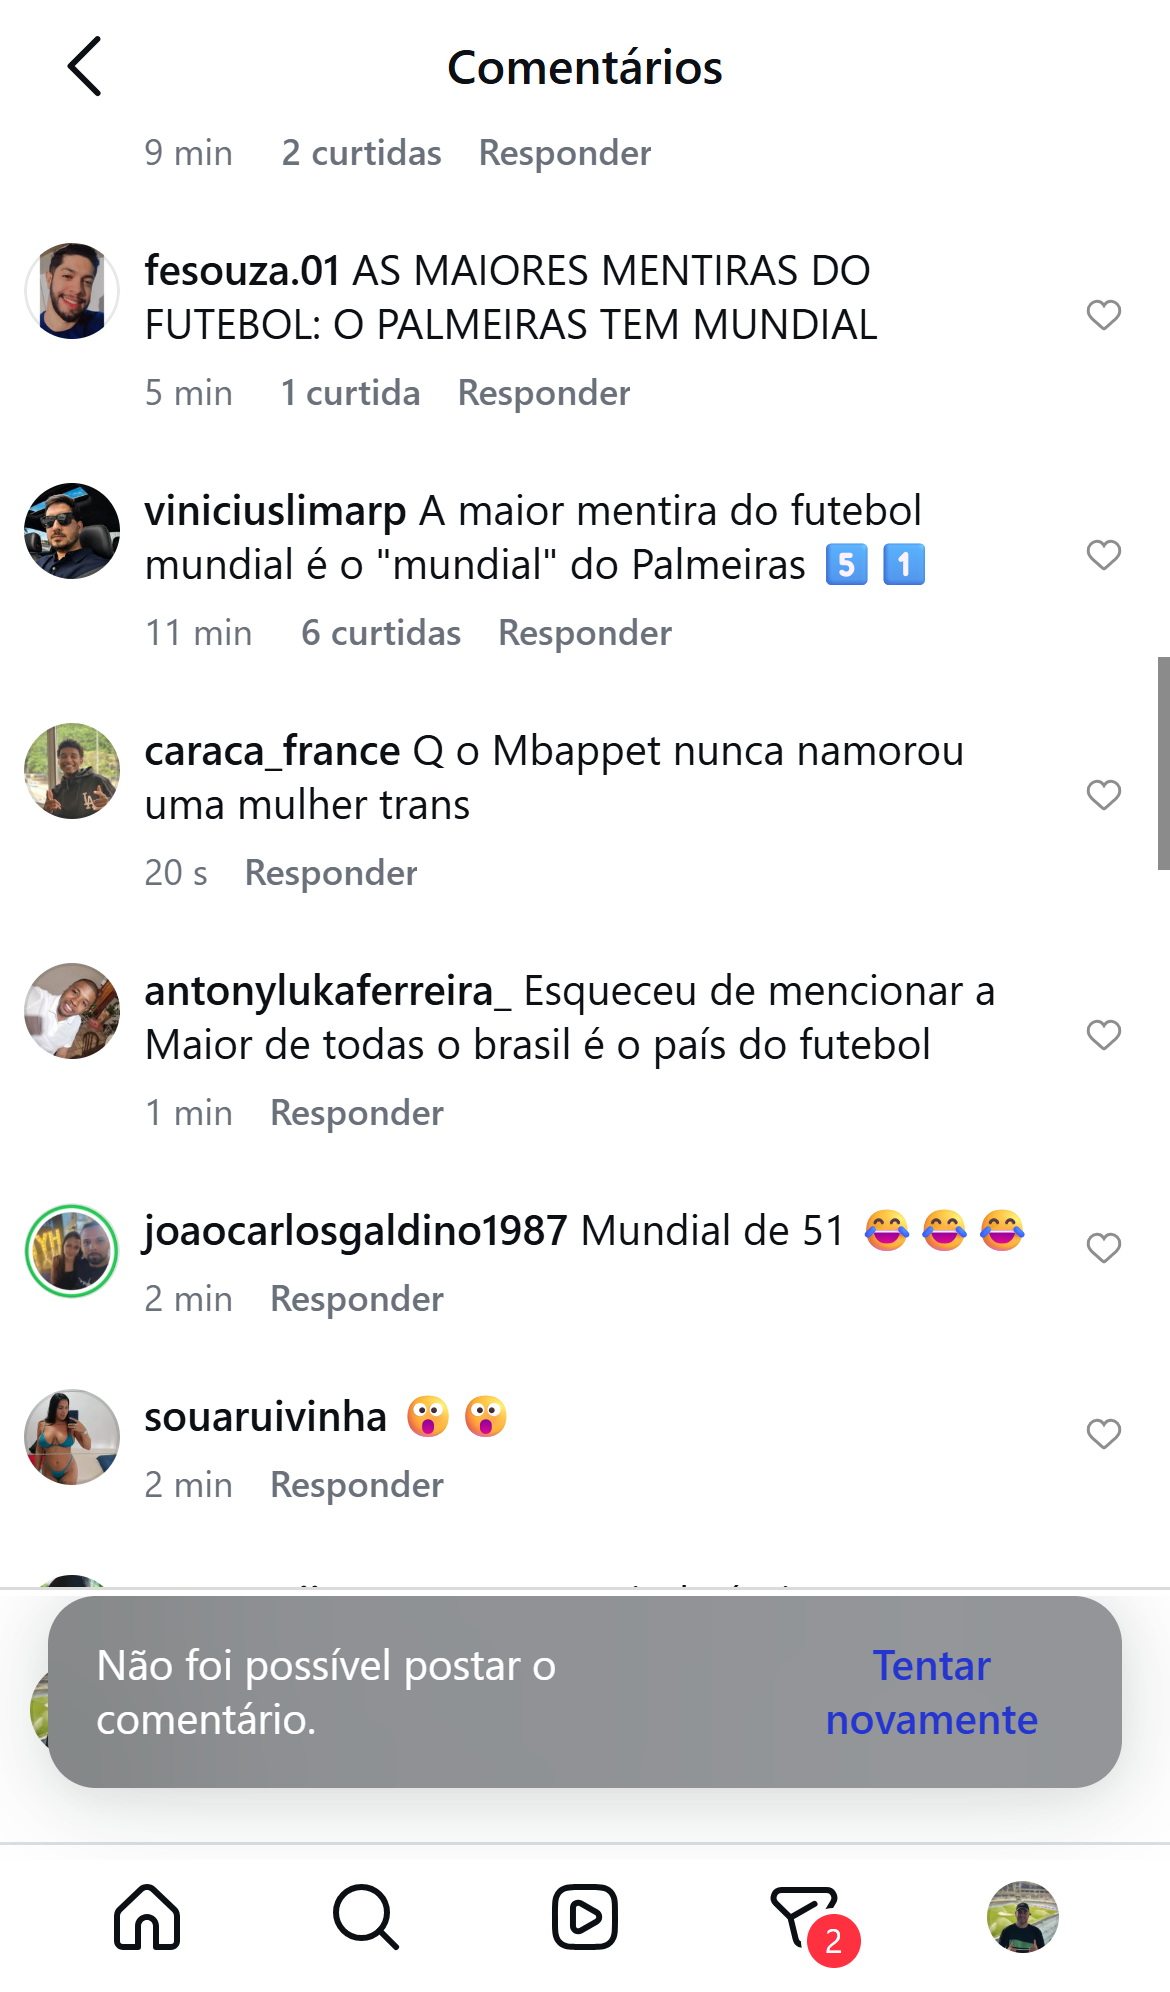 Comentários
9 min 2 curtidas Responder
fesouza.01 AS MAIORES MENTIRAS DO
FUTEBOL: O PALMEIRAS TEM MUNDIAL
5 min 1 curtida Responder
viniciuslimarp A maior mentira do futebol
mundial é o "mundial" do Palmeiras 5️⃣ 1️⃣
11 min 6 curtidas Responder
caraca_france Q o Mbappet nunca namorou
uma mulher trans
20 s Responder
antonylukaferreira_ Esqueceu de mencionar a
Maior de todas o brasil é o país do futebol
1 min Responder
joaocarlosgaldino1987 Mundial de 51 😂 😂 😂
2 min Responder
souaruivinha 😲 😲
2 min Responder
Não foi possível postar o
comentário.
Tentar
novamente
2